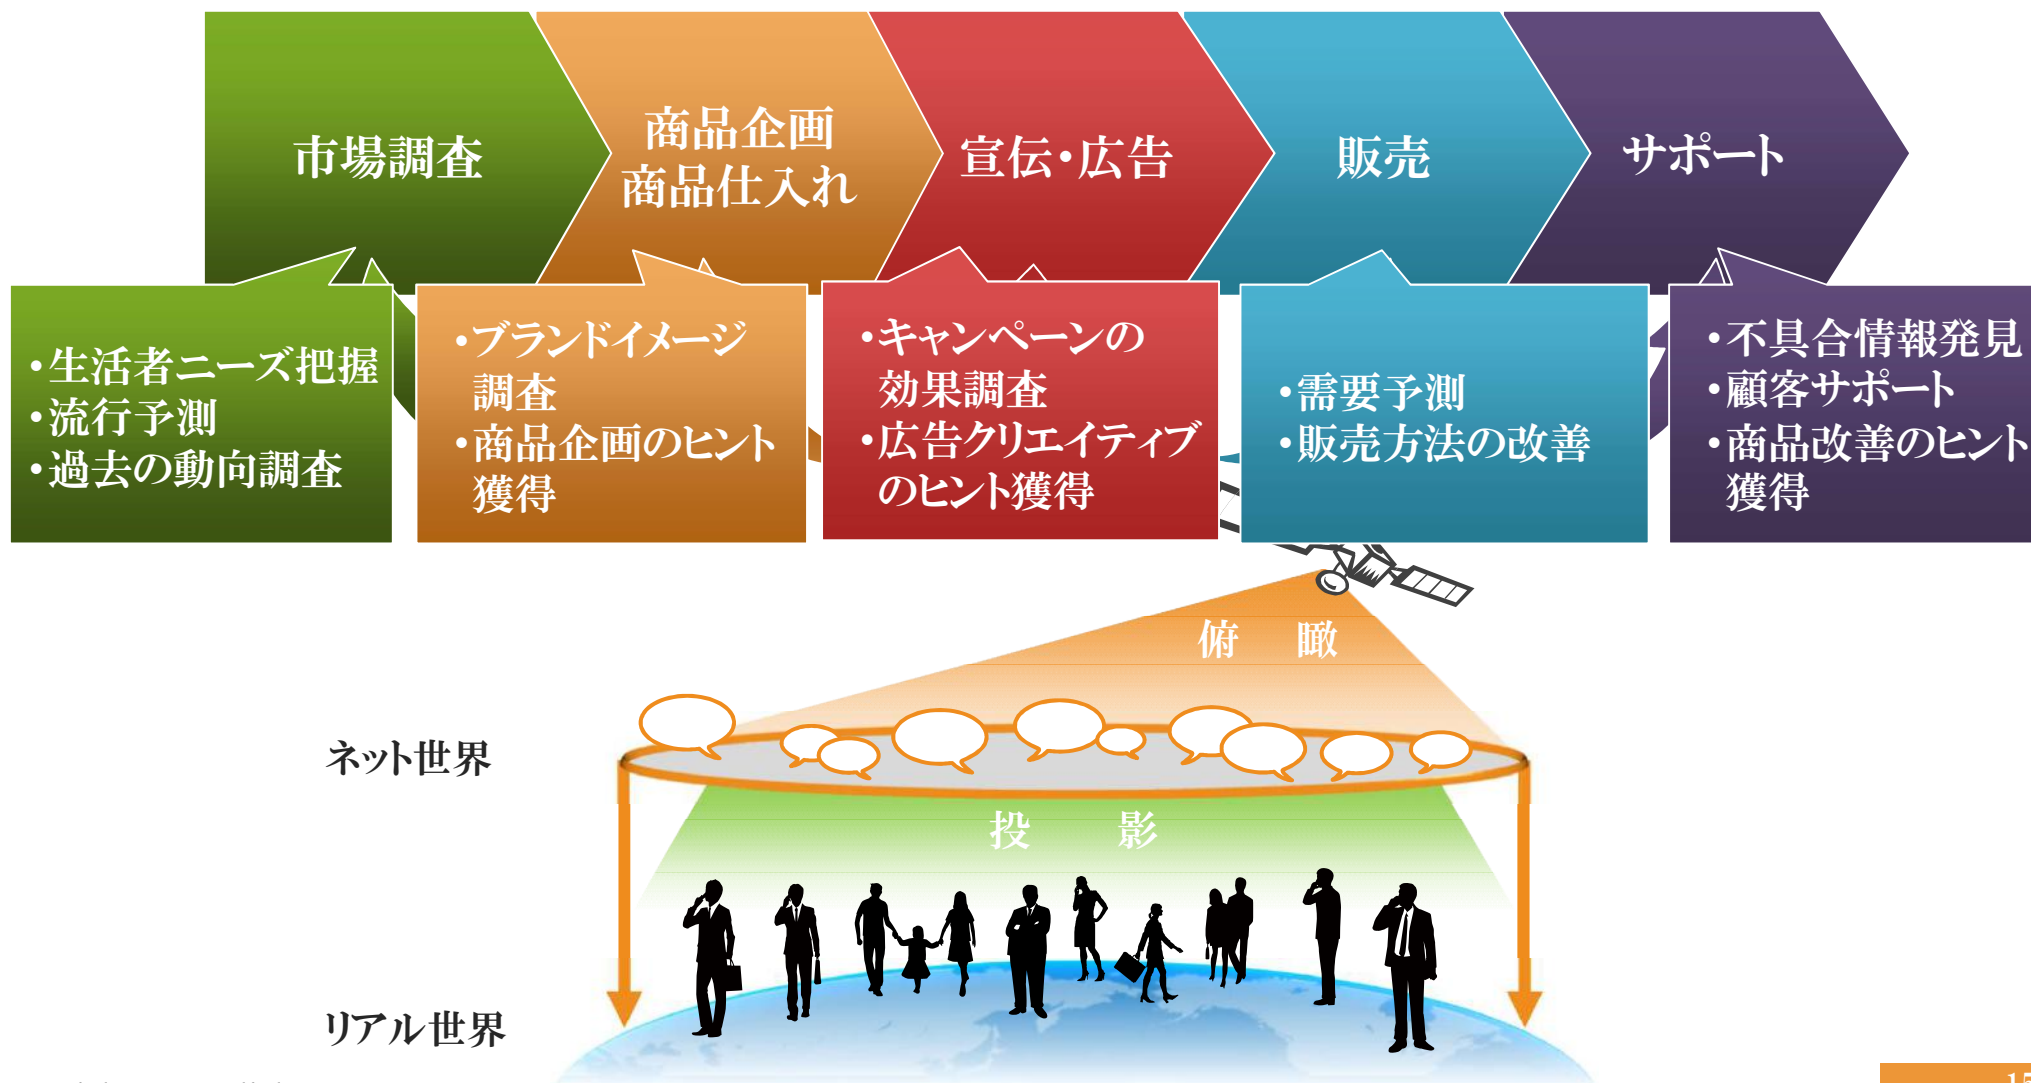 市場調査
商品企画
商品仕入れ
宣伝・広告
販売
サポート
・生活者ニーズ把握
・流行予測
・過去の動向調査
・ブランドイメージ
調査
・商品企画のヒント
獲得
・キャンペーンの
効果調査
・広告クリエイティブ
のヒント獲得
・需要予測
・販売方法の改善
・不具合情報発見
・顧客サポート
・商品改善のヒント
獲得
俯 瞰
ネット世界
投 影
リアル世界